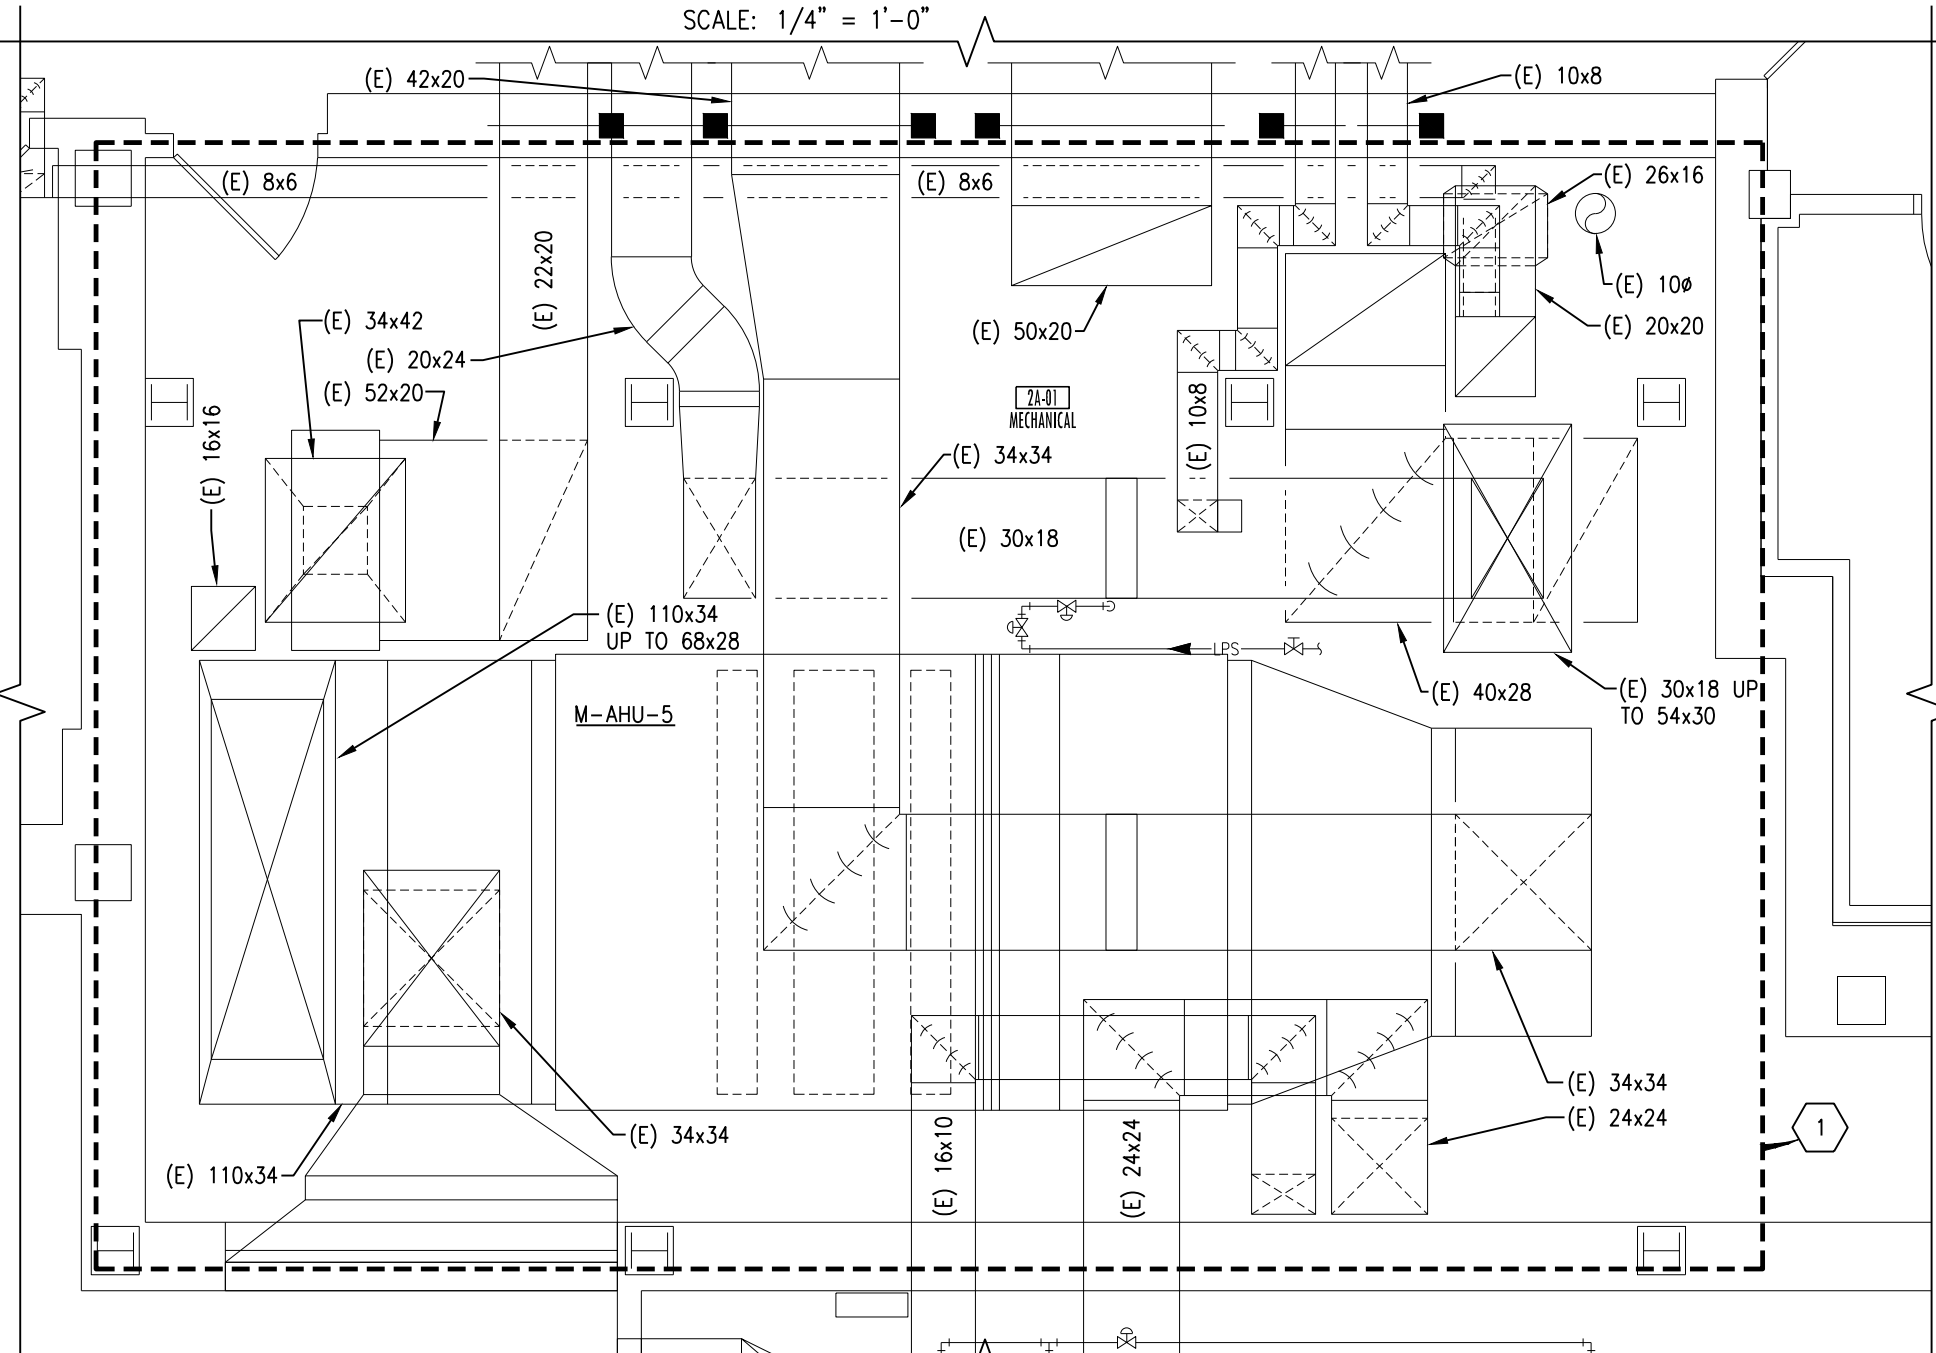 SCALE: 1/4" = 1'-0"
(E) 42x20
(E) 10x8
(E) 8x6
(E) 8x6
(E) 26x16
(E) 22x20
(E) 10ø
(E) 34x42
(E) 20x24
(E) 50x20
(E) 20x20
(E) 52x20
(E) 16x16
2A-01
MECHANICAL
(E) 10x8
(E) 34x34
(E) 30x18
(E) 110x34
UP TO 68x28
LPS
(E) 40x28
(E) 30x18 UP
TO 54x30
M-AHU-5
(E) 34x34
(E) 24x24
1
(E) 34x34
(E) 16x10
(E) 24x24
(E) 110x34